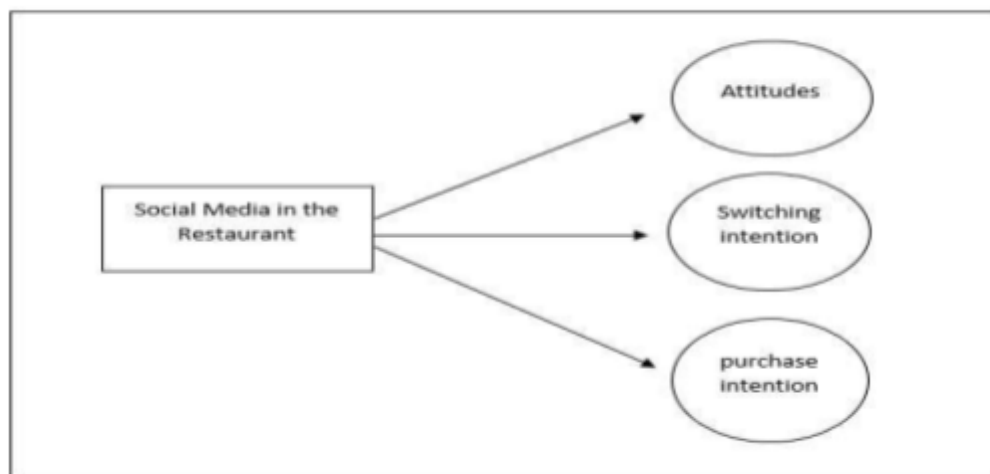 Social Media in the
Restaurant
Attitudes
Switching
intention
purchase
intention